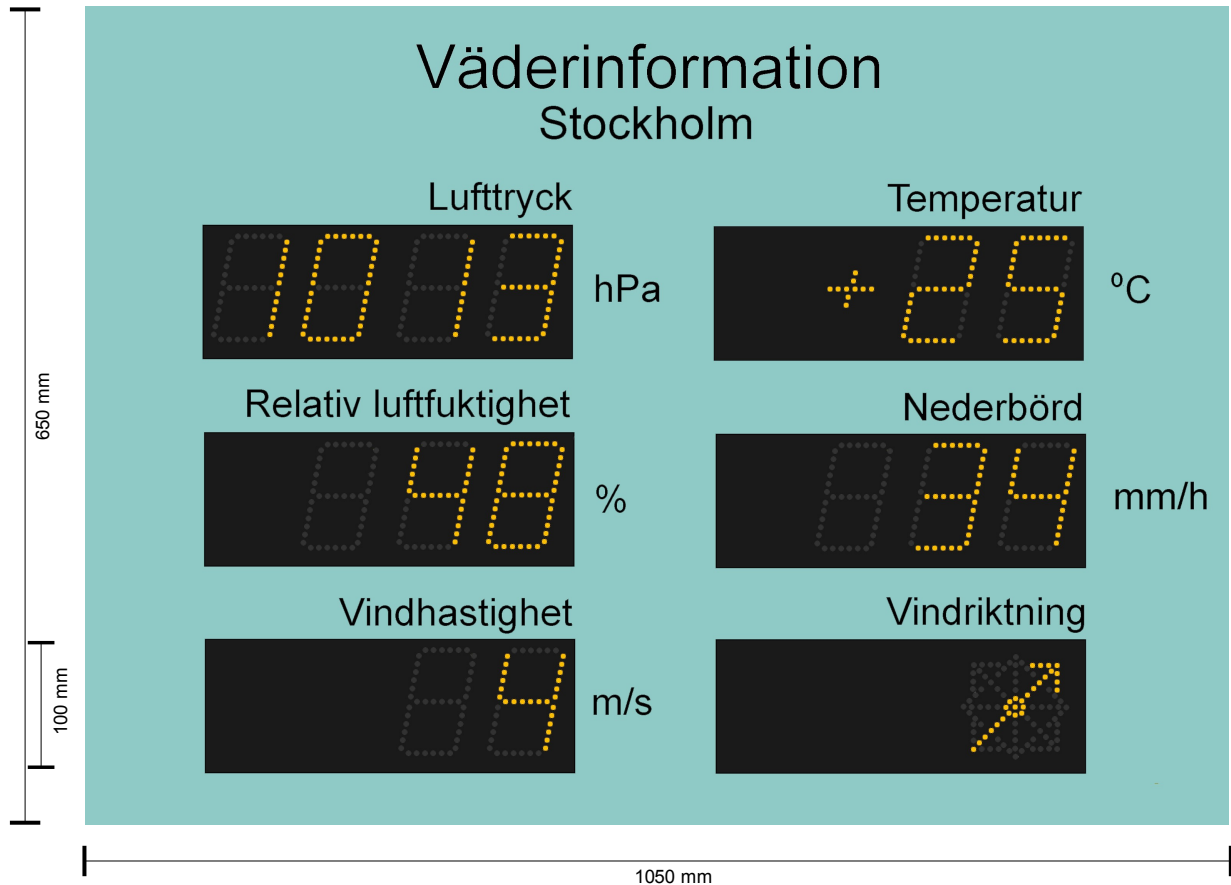 Väderinformation
Stockholm
Lufttryck
1013 hPa
Temperatur
+25 ºC
Relativ luftfuktighet
48 %
Nederbörd
34 mm/h
Vindhastighet
4 m/s
Vindriktning
650 mm
100 mm
1050 mm